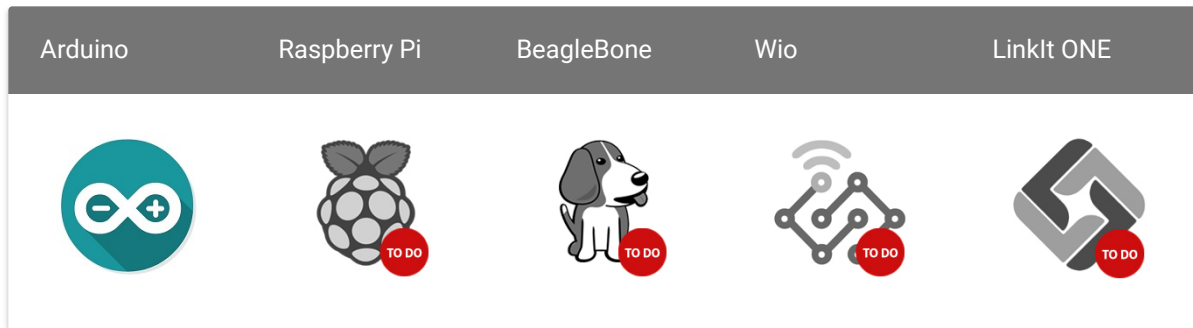 Arduino Raspberry Pi BeagleBone Wio LinkIt ONE
TO DO TO DO TO DO TO DO